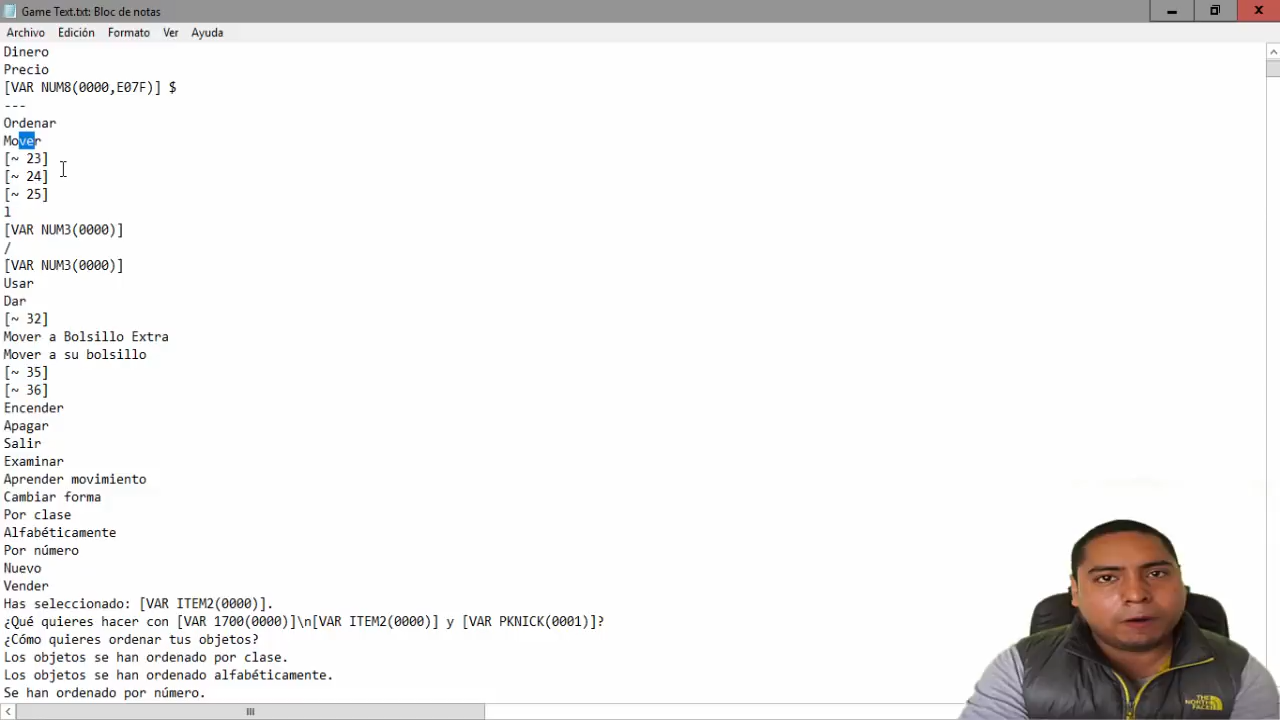 Game Text.txt: Bloc de notas
Archivo Edición Formato Ver Ayuda
Dinero
Precio
[VAR NUM8(0000,E07F)] $
---
Ordenar
Mover
[~ 23]
[~ 24]
[~ 25]
l
[VAR NUM3(0000)]
/
[VAR NUM3(0000)]
Usar
Dar
[~ 32]
Mover a Bolsillo Extra
Mover a su bolsillo
[~ 35]
[~ 36]
Encender
Apagar
Salir
Examinar
Aprender movimiento
Cambiar forma
Por clase
Alfabéticamente
Por número
Nuevo
Vender
Has seleccionado: [VAR ITEM2(0000)].
¿Qué quieres hacer con [VAR 1700(0000)]\n[VAR ITEM2(0000)] y [VAR PKNICK(0001)]?
¿Cómo quieres ordenar tus objetos?
Los objetos se han ordenado por clase.
Los objetos se han ordenado alfabéticamente.
Se han ordenado por número.
THE
NORTH
FACE